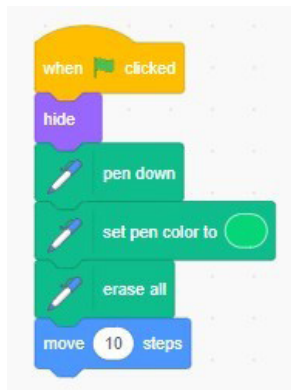 when clicked
hide
pen down
set pen color to
erase all
move 10 steps